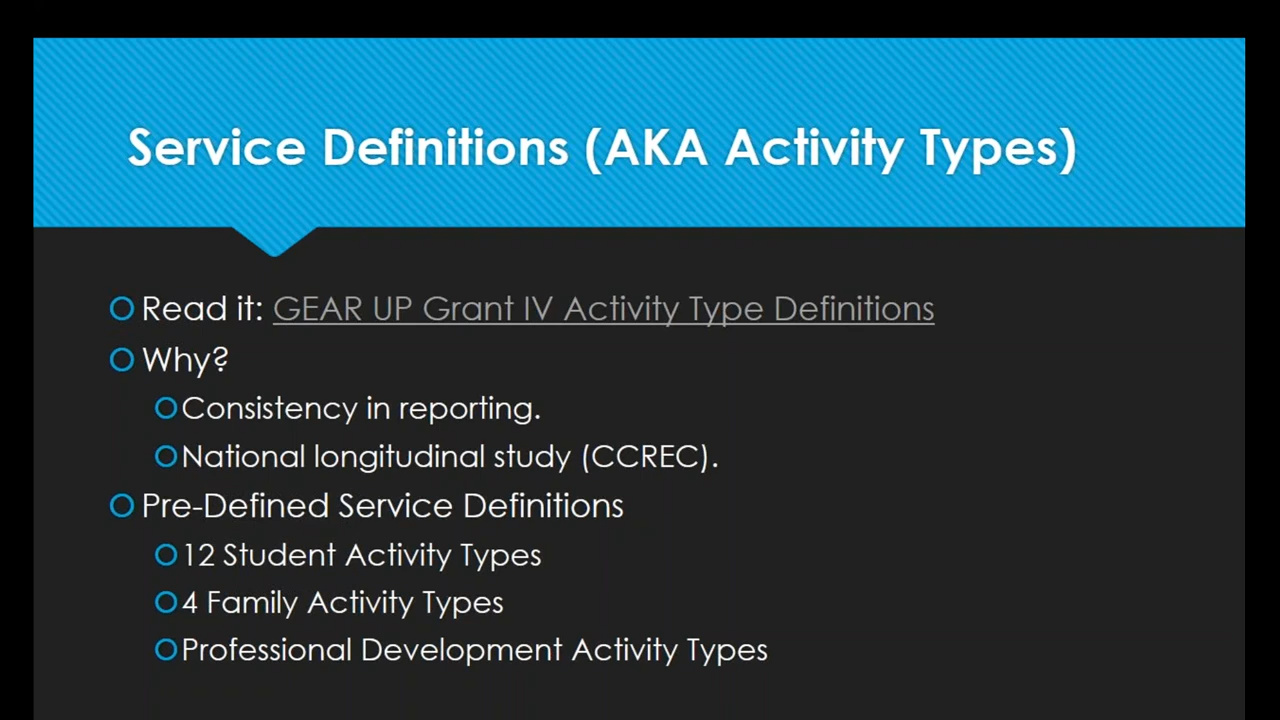 Service Definitions (AKA Activity Types)
Read it: GEAR UP Grant IV Activity Type Definitions
Why?
Consistency in reporting.
National longitudinal study (CCREC).
Pre-Defined Service Definitions
12 Student Activity Types
4 Family Activity Types
Professional Development Activity Types